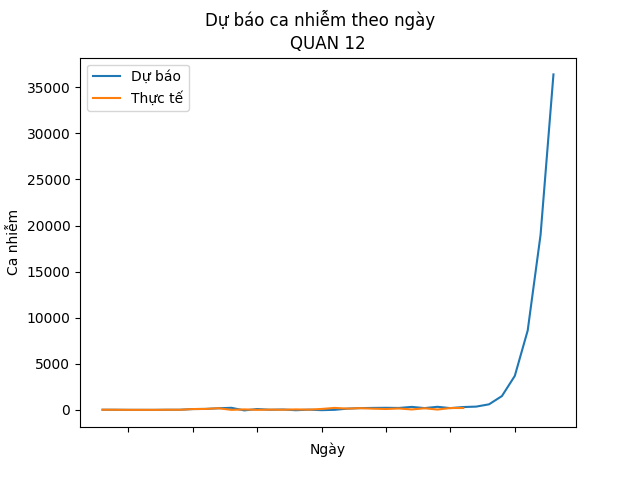 Dự báo ca nhiễm theo ngày
QUAN 12
Dự báo
Thực tế
35000
30000
25000
20000
15000
10000
5000
0
Ca nhiễm
Ngày